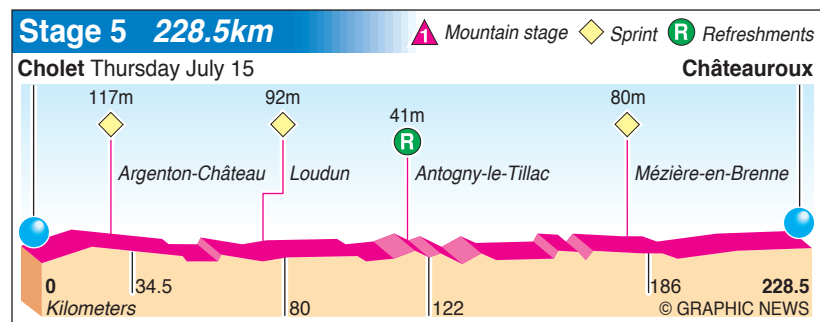 Stage 5 228.5km
1 Mountain stage Sprint R Refreshments
Cholet Thursday July 15 Châteauroux
117m 92m 41m 80m
R
Argenton-Château Loudun Antogny-le-Tillac Mézière-en-Brenne
0 34.5 80 122 186 228.5
Kilometers © GRAPHIC NEWS